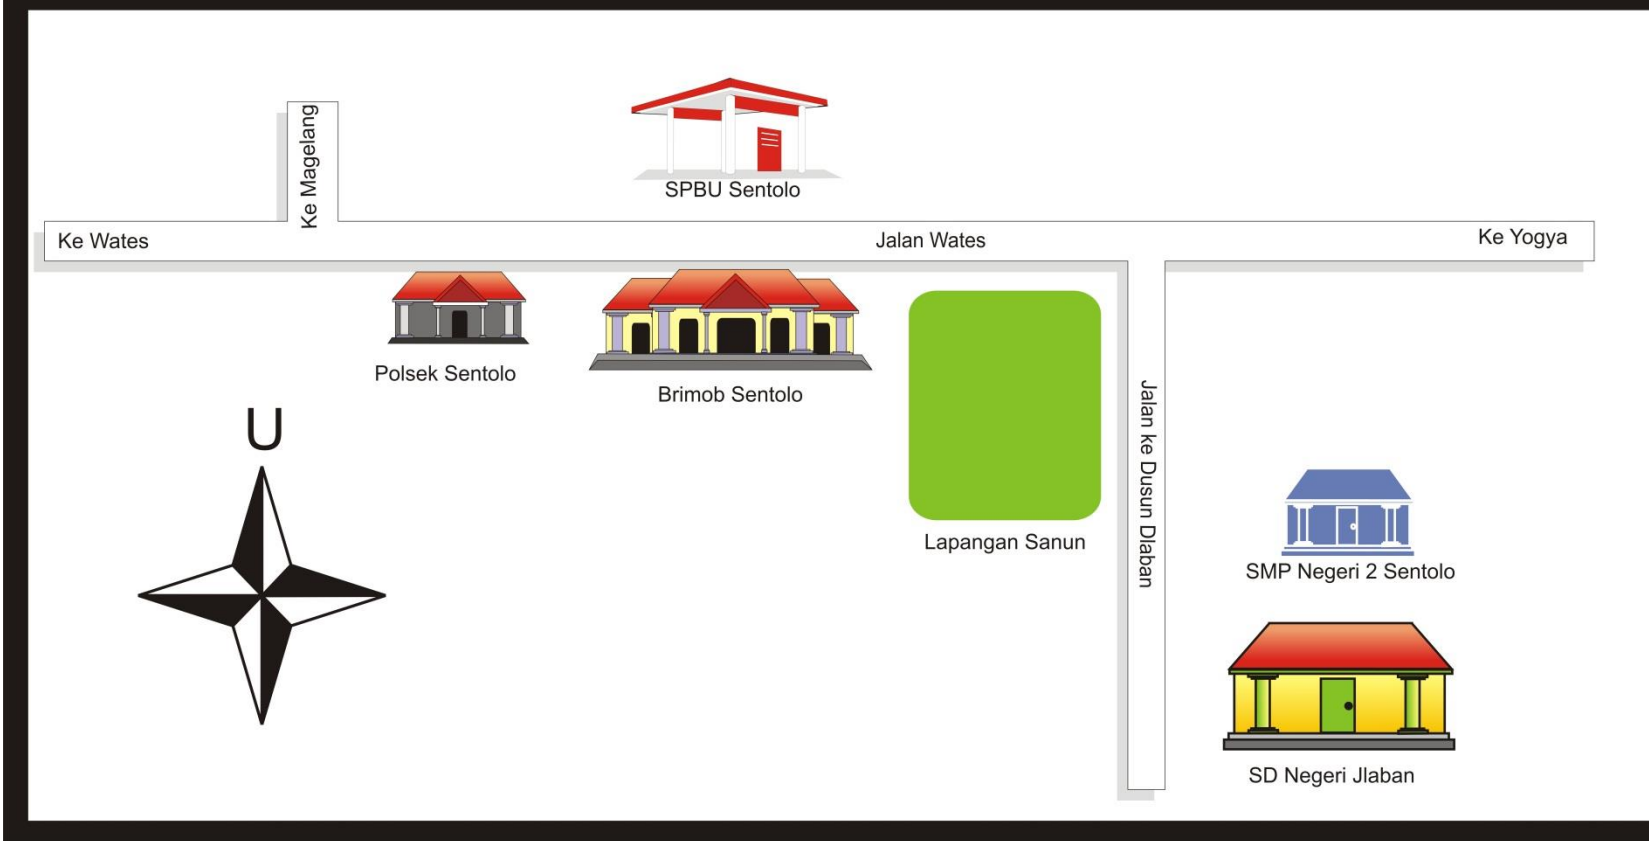 Ke Magelang
SPBU Sentolo
Ke Wates
Jalan Wates
Ke Yogya
Polsek Sentolo
Brimob Sentolo
U
Lapangan Sanun
Jalan ke Dusun Dlaban
SMP Negeri 2 Sentolo
SD Negeri Jlaban